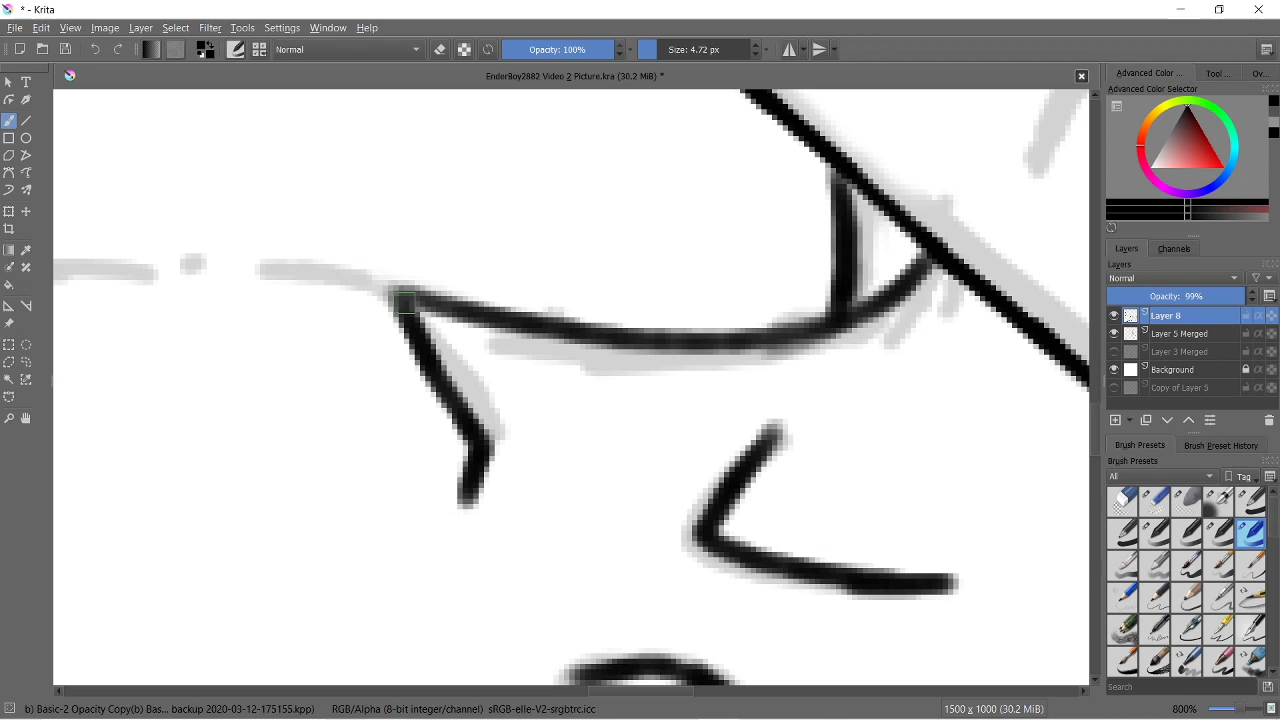 * - Krita
File Edit View Image Layer Select Filter Tools Settings Window Help
Normal Opacity: 100% Size: 4.72 px
EnderBoy2882 Video 2 Picture.kra (30.2 MiB) *
Advanced Color ... Tool ... Ov...
Advanced Color Selector
Layers Channels
Layers
Normal
Opacity: 99%
Layer 8
Layer 5 Merged
Layer 3 Merged
Background
Copy of Layer 5
Brush Presets Brush Preset History
Brush Presets
All Tag
Search
b) Basic-2 Opacity Copy(b) Bas... backup 2020-03-12-175155.kpp) RGB/Alpha (8-bit integer/channel) sRGB-elle-V2-srgbtrc.icc 1500 x 1000 (30.2 MiB) 800%